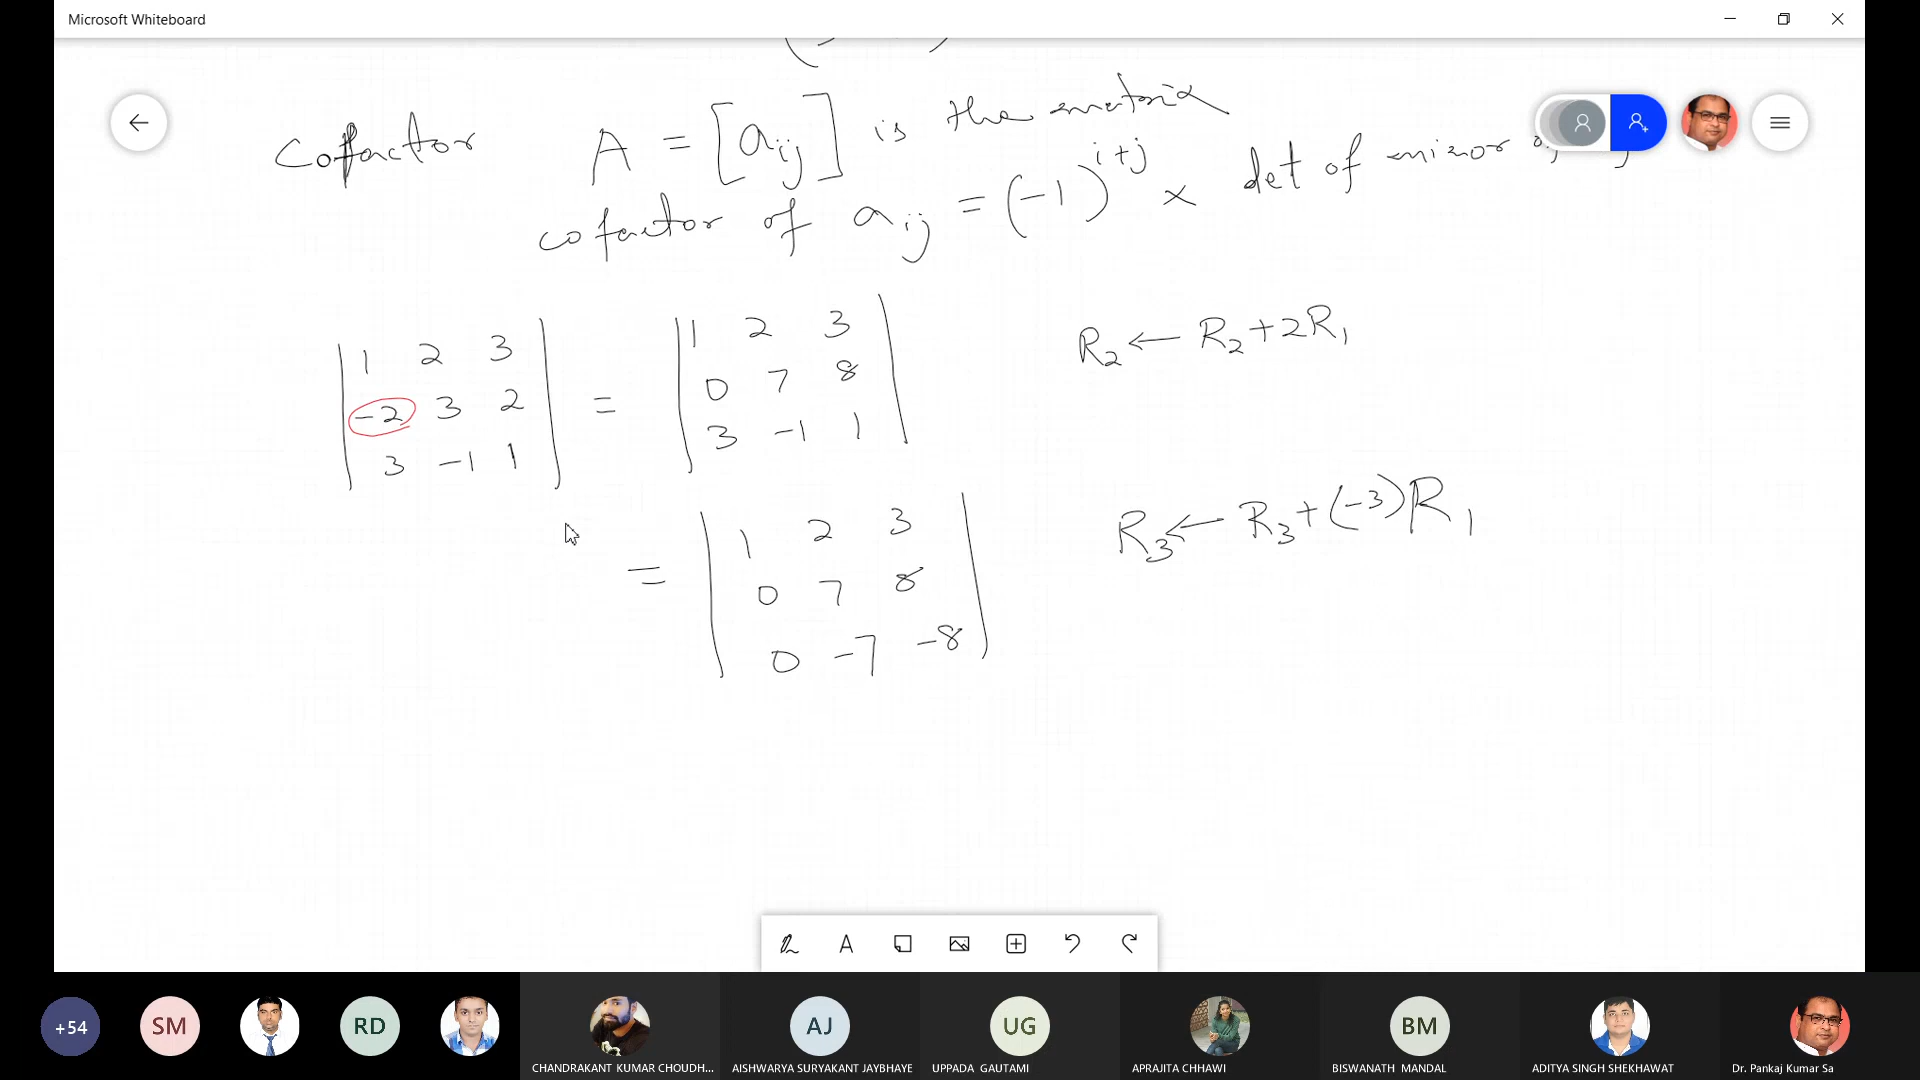 Microsoft Whiteboard
Cofactor A = [aij] is the matrix
cofactor of aij = (-1)^i+j × det of minor
|1 2 3| = |1 2 3| R2 ← R2+2R1
|-2 3 2| |0 7 8|
|3 -1 1| |3 -1 1|
= |1 2 3| R3 ← R3+(-3)R1
|0 7 8|
|0 -7 -8|
+54 SM RD AJ UG BM
CHANDRAKANT KUMAR CHOUDH... AISHWARYA SURYAKANT JAYBHAYE UPPADA GAUTAMI APRAJITA CHHAWI BISWANATH MANDAL ADITYA SINGH SHEKHAWAT Dr. Pankaj Kumar Sa